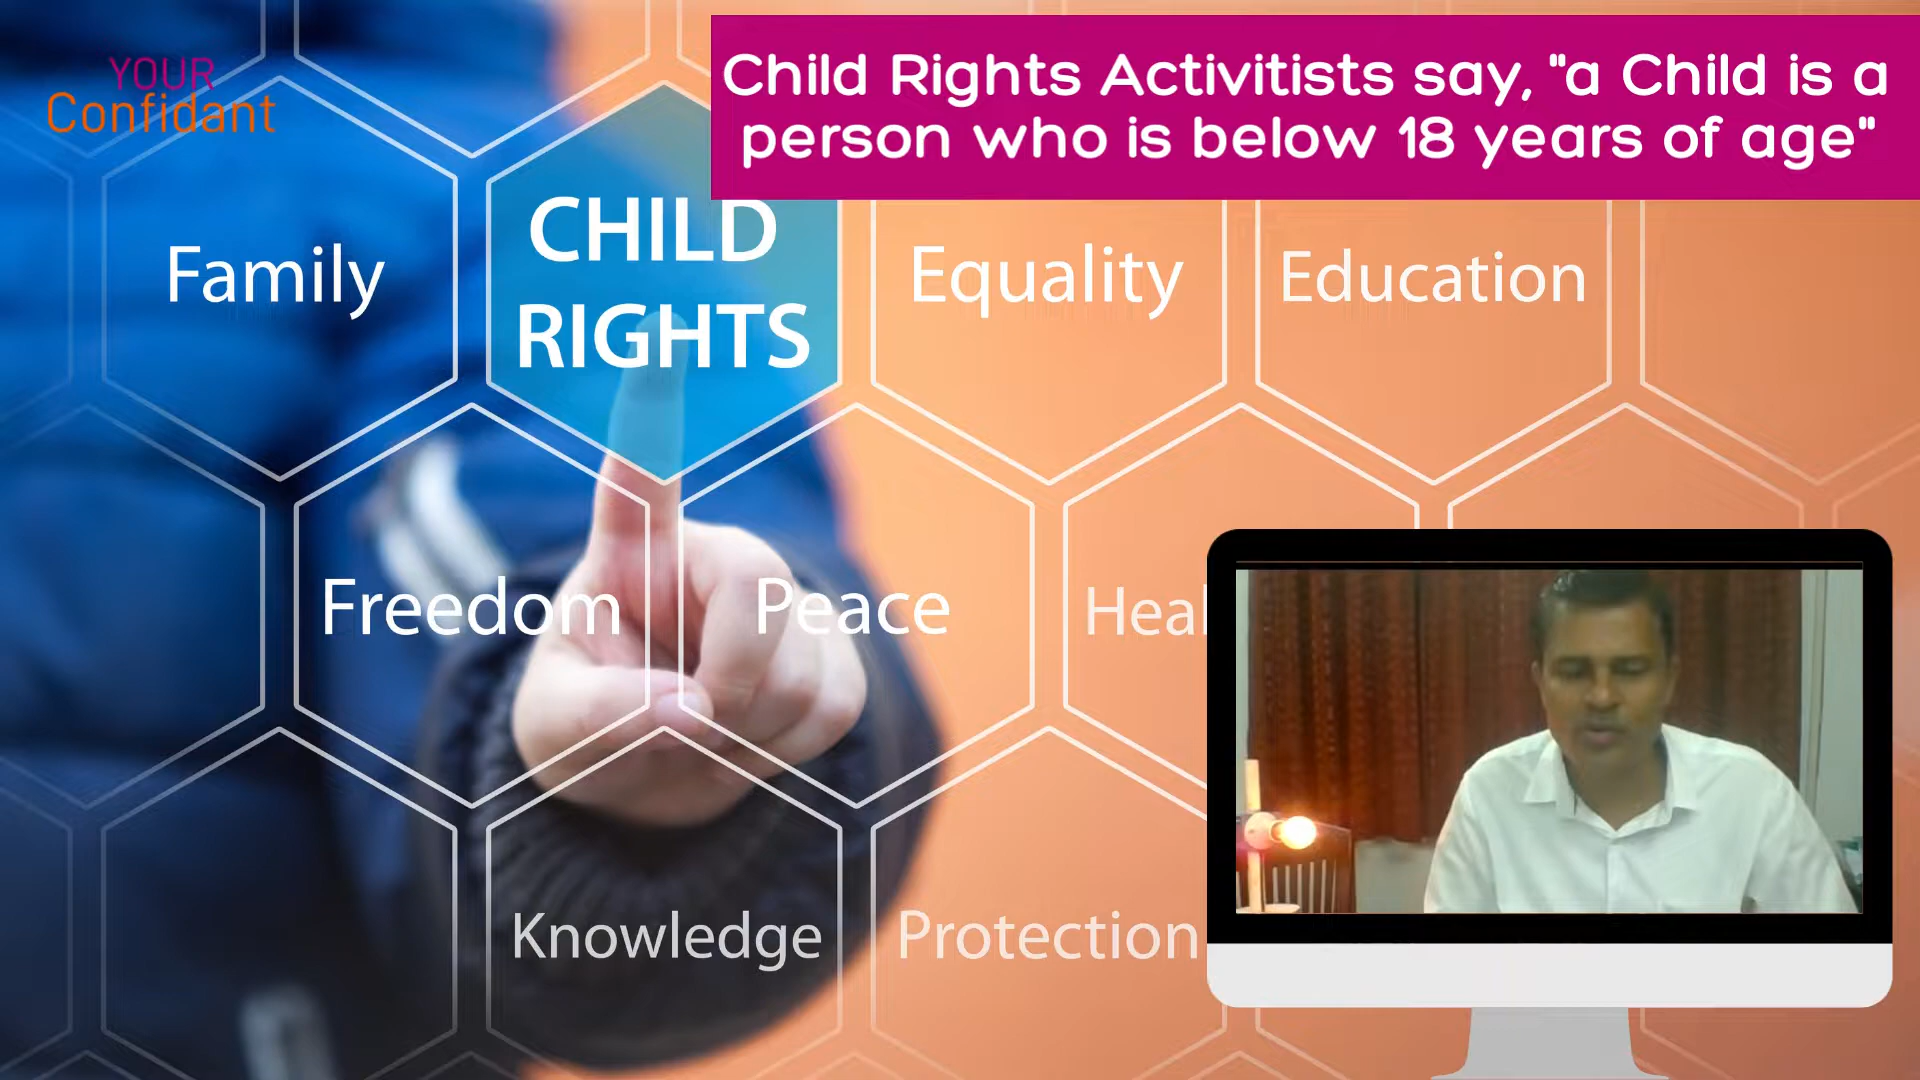 YOUR
Confidant
Child Rights Activitists say, "a Child is a
person who is below 18 years of age"
CHILD
RIGHTS
Family
Equality
Education
Freedom
Peace
Heal
Knowledge
Protection